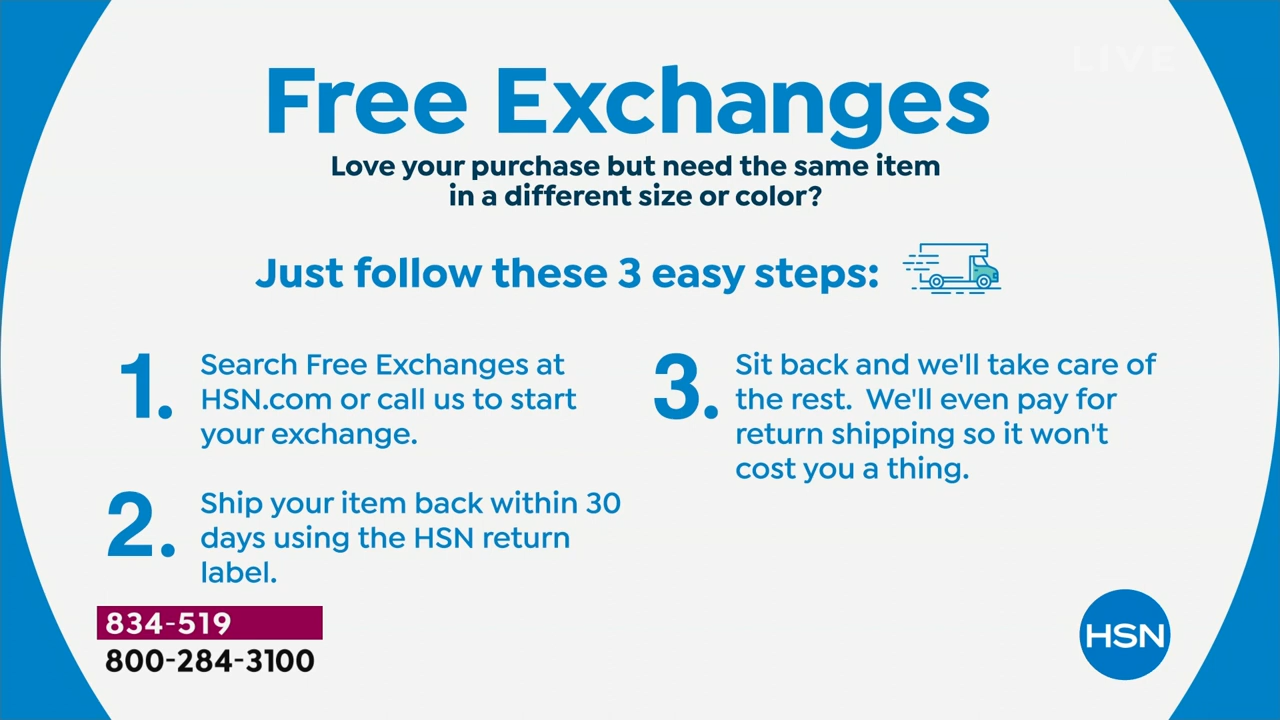 LIVE
Free Exchanges
Love your purchase but need the same item
in a different size or color?
Just follow these 3 easy steps:
1. Search Free Exchanges at
HSN.com or call us to start
your exchange.
2. Ship your item back within 30
days using the HSN return
label.
3. Sit back and we'll take care of
the rest. We'll even pay for
return shipping so it won't
cost you a thing.
834-519
800-284-3100
HSN